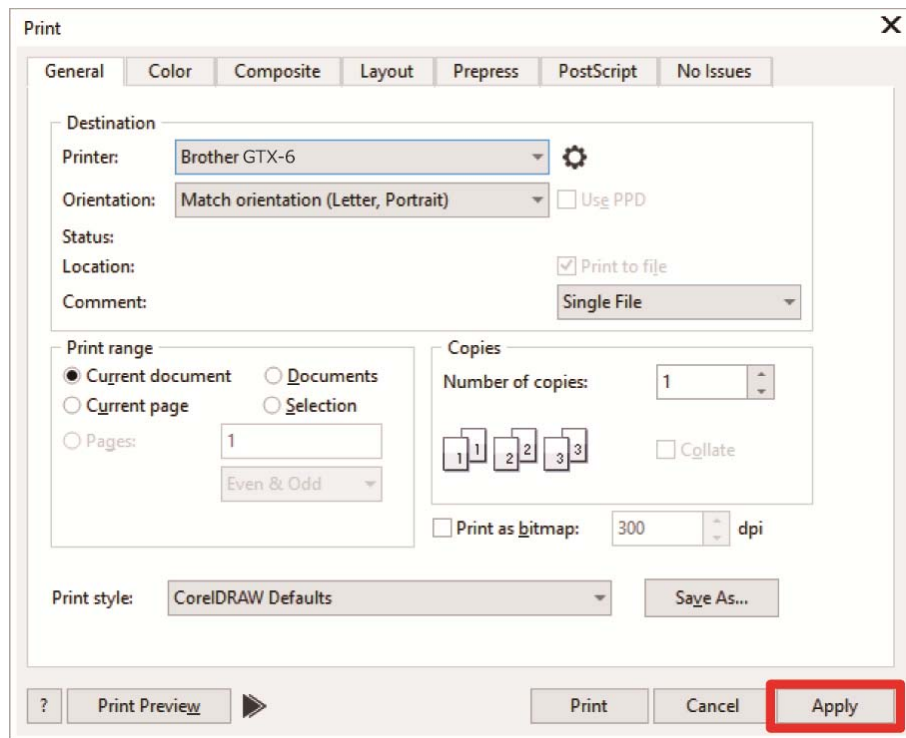 Print
General Color Composite Layout Prepress PostScript No Issues
Destination
Printer: Brother GTX-6
Orientation: Match orientation (Letter, Portrait) Use PPD
Status:
Location: Print to file
Comment: Single File
Print range
Current document Documents
Current page Selection
Pages: 1
Even & Odd
Copies
Number of copies: 1
1 1 2 2 3 3 Collate
Print as bitmap: 300 dpi
Print style: CorelDRAW Defaults Save As...
? Print Preview Print Cancel Apply